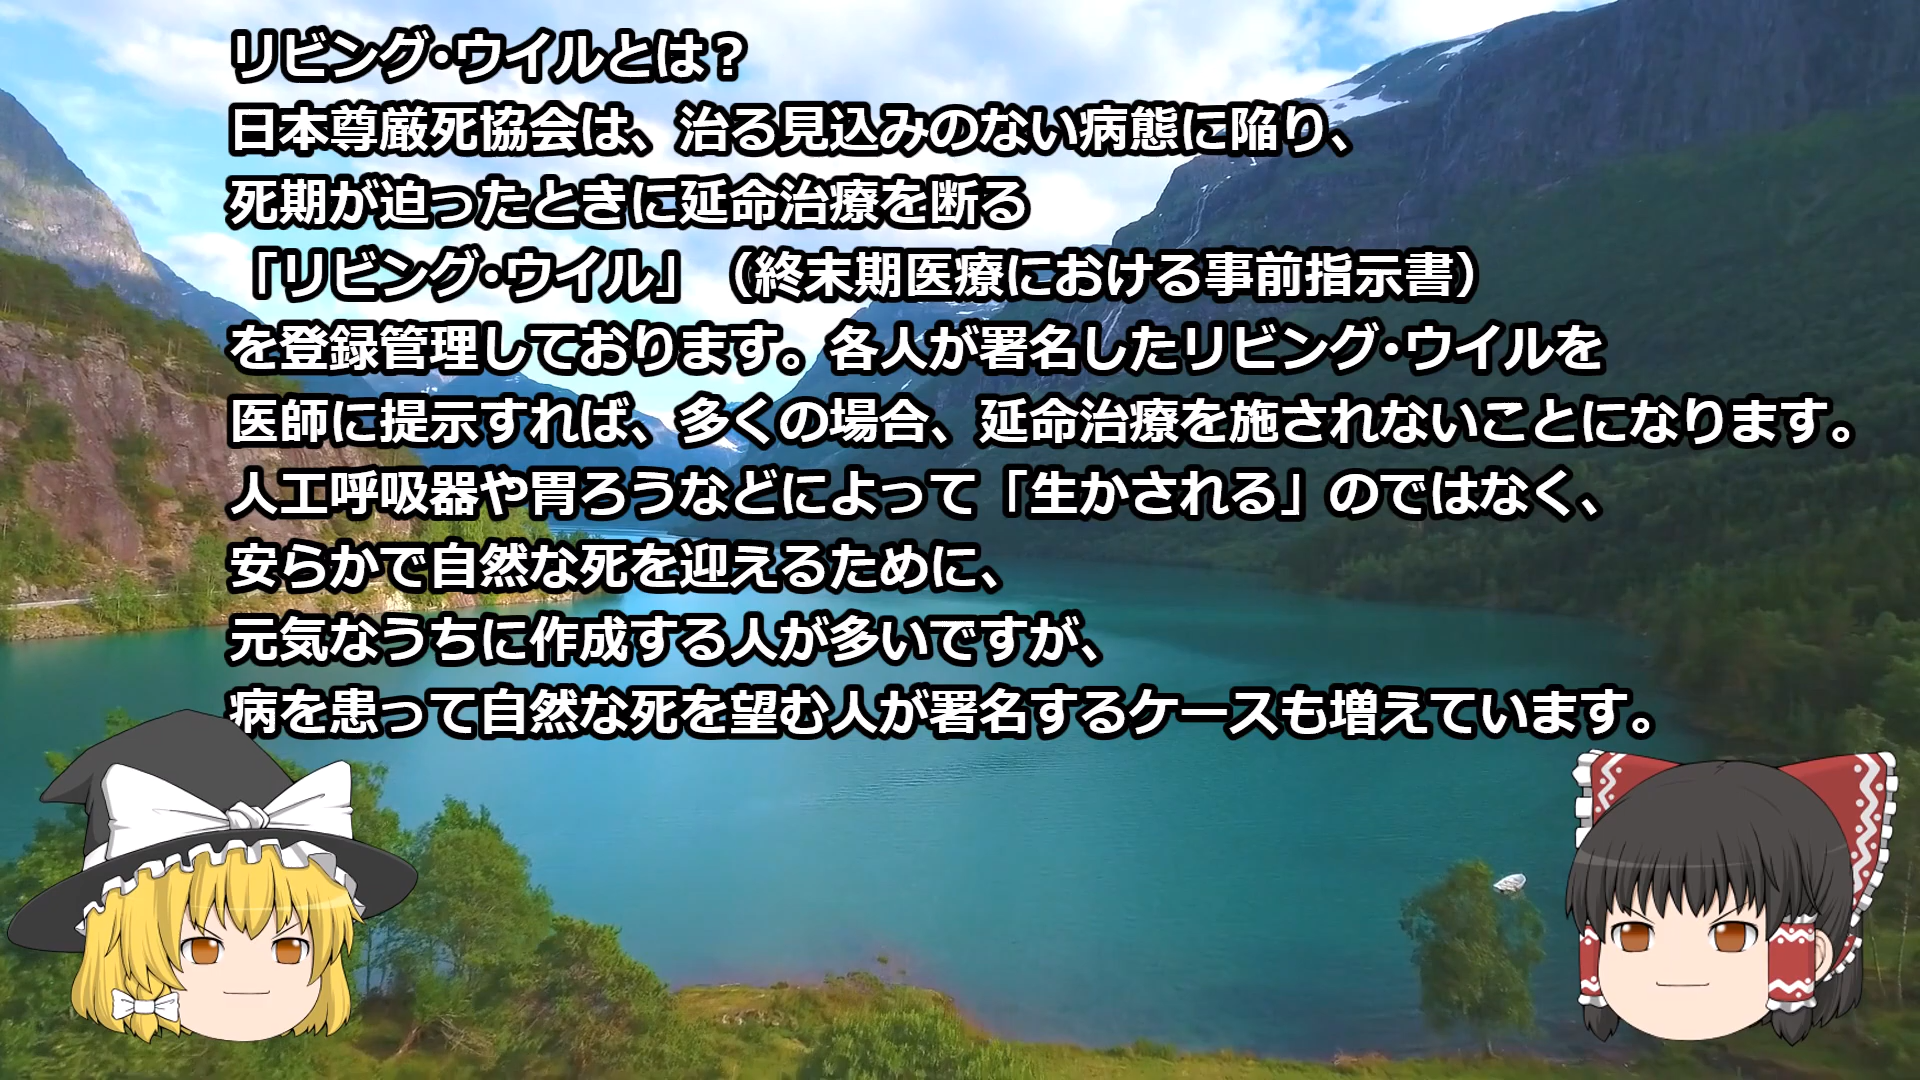 リビング･ウイルとは？
日本尊厳死協会は、治る見込みのない病態に陥り、
死期が迫ったときに延命治療を断る
「リビング･ウイル」（終末期医療における事前指示書）
を登録管理しております。各人が署名したリビング･ウイルを
医師に提示すれば、多くの場合、延命治療を施されないことになります。
人工呼吸器や胃ろうなどによって「生かされる」のではなく、
安らかで自然な死を迎えるために、
元気なうちに作成する人が多いですが、
病を患って自然な死を望む人が署名するケースも増えています。